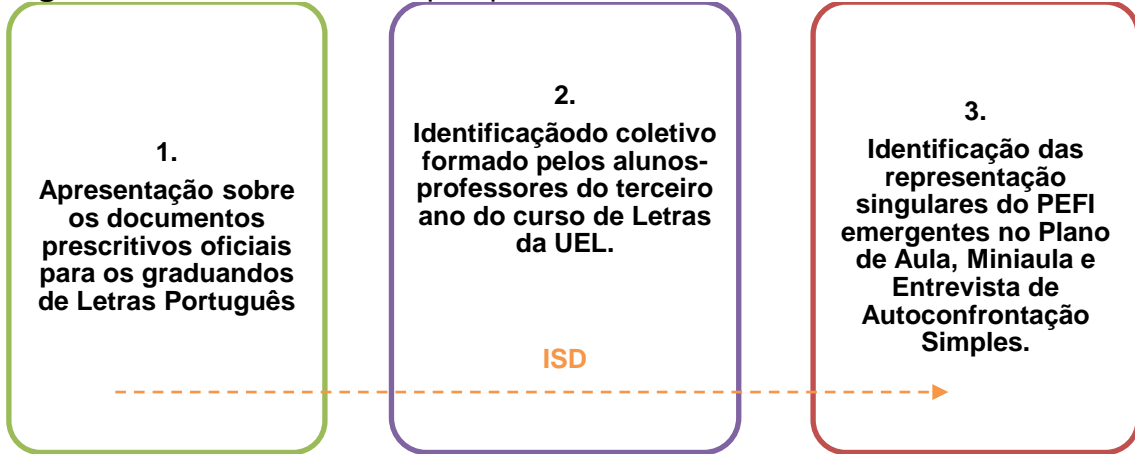 1.
Apresentação sobre
os documentos
prescritivos oficiais
para os graduandos
de Letras Português
2.
Identificaçãodo coletivo
formado pelos alunos-
professores do terceiro
ano do curso de Letras
da UEL.
3.
Identificação das
representação
singulares do PEFI
emergentes no Plano
de Aula, Miniaula e
Entrevista de
Autoconfrontação
Simples.
ISD